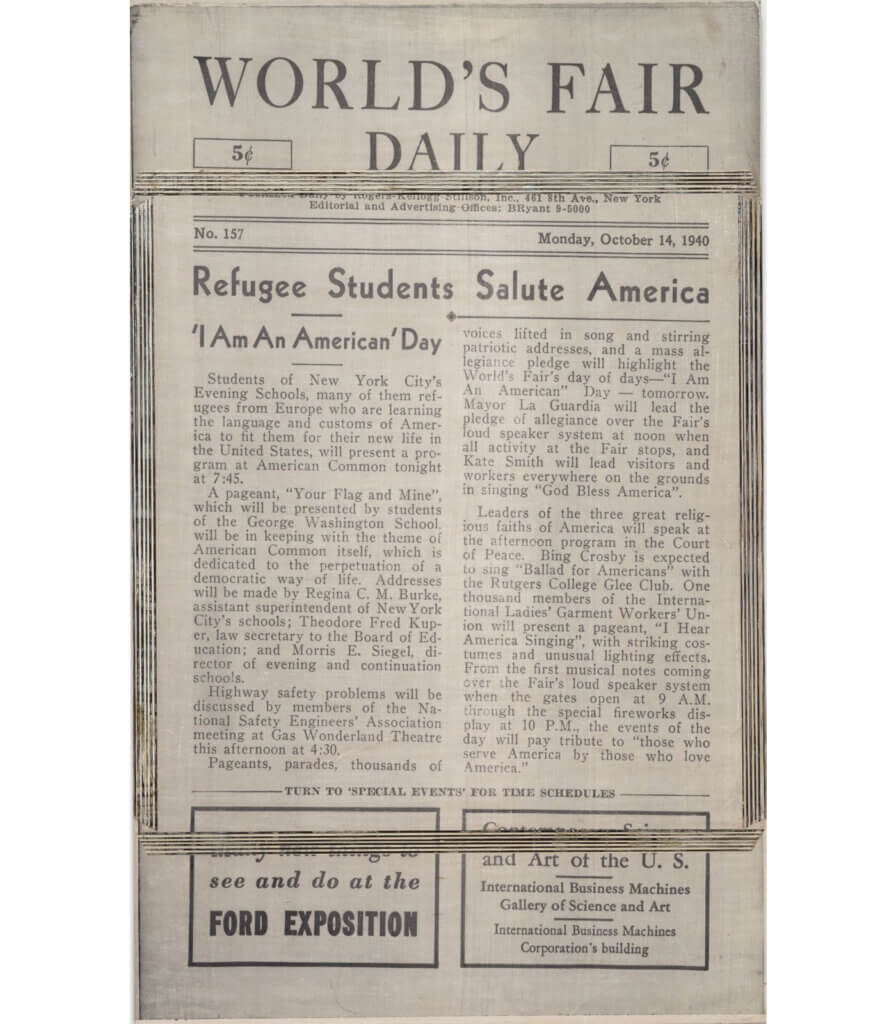 WORLD'S FAIR
DAILY
5¢
5¢
Published Daily by Rogers-Kellogg-Stillson, Inc., 461 8th Ave., New York
Editorial and Advertising Offices: BRyant 9-5000
No. 157
Monday, October 14, 1940
Refugee Students Salute America
'I Am An American' Day
Students of New York City's
Evening Schools, many of them ref-
ugees from Europe who are learning
the language and customs of Amer-
ica to fit them for their new life in
the United States, will present a pro-
gram at American Common tonight
at 7:45.
A pageant, "Your Flag and Mine",
which will be presented by students
of the George Washington School.
will be in keeping with the theme of
American Common itself, which is
dedicated to the perpetuation of a
democratic way of life. Addresses
will be made by Regina C. M. Burke,
assistant superintendent of New York
City's schools; Theodore Fred Kup-
er, law secretary to the Board of Ed-
ucation; and Morris E. Siegel, di-
rector of evening and continuation
schools.
Highway safety problems will be
discussed by members of the Na-
tional Safety Engineers' Association
meeting at Gas Wonderland Theatre
this afternoon at 4:30.
Pageants, parades, thousands of
voices lifted in song and stirring
patriotic addresses, and a mass al-
legiance pledge will highlight the
World's Fair's day of days—"I Am
An American" Day — tomorrow.
Mayor La Guardia will lead the
pledge of allegiance over the Fair's
loud speaker system at noon when
all activity at the Fair stops, and
Kate Smith will lead visitors and
workers everywhere on the grounds
in singing "God Bless America".
Leaders of the three great relig-
ious faiths of America will speak at
the afternoon program in the Court
of Peace. Bing Crosby is expected
to sing "Ballad for Americans" with
the Rutgers College Glee Club. One
thousand members of the Interna-
tional Ladies' Garment Workers' Un-
ion will present a pageant, "I Hear
America Singing", with striking cos-
tumes and unusual lighting effects.
From the first musical notes coming
over the Fair's loud speaker system
when the gates open at 9 A.M.
through the special fireworks dis-
play at 10 P.M., the events of the
day will pay tribute to "those who
serve America by those who love
America."
TURN TO 'SPECIAL EVENTS' FOR TIME SCHEDULES
many new things to
see and do at the
FORD EXPOSITION
and Art of the U. S.
International Business Machines
Gallery of Science and Art
International Business Machines
Corporation's building